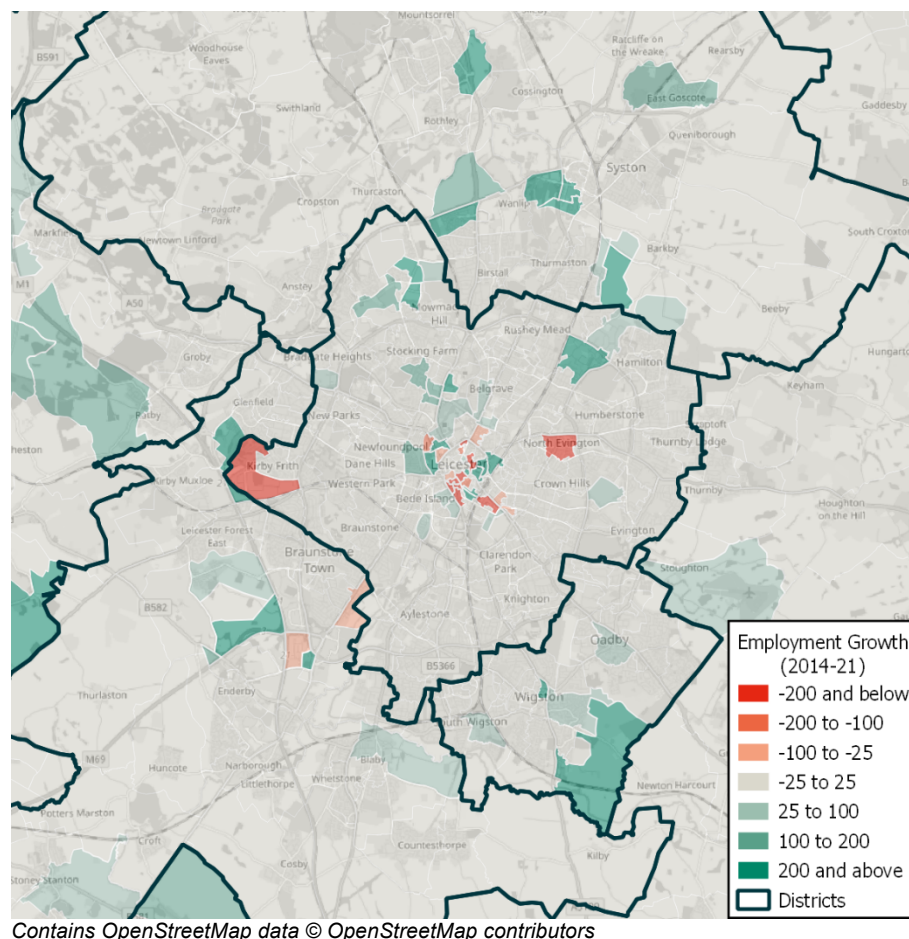 Mountsorrel
Ratcliffe on
the Wreake
Rearsby
B591
Woodhouse
Eaves
Cossington
East Goscote
Gaddesby
Swithland
Rothley
Queniborough
Syston
Thurcaston
Cropston
Wanlip
Bradgate
Park
Markfield
Newtown Linford
South Croxton
Barkby
M1
Birstall
Thurmaston
Anstey
A50
Beeby
Hill
Rushey Mead
Groby
Bradgate Heights
Stocking Farm
Hamilton
Keyham
Ratby
Glenfield
New Parks
Belgrave
Humberstone
Newfoundpool
North Evington
Thurnby Lodge
Kirby Frith
Dane Hills
Kirby Muxloe
Western Park
Crown Hills
Thurnby
Bede Island
Houghton
on the Hill
Leicester Forest
East
Braunstone
Evington
Braunstone
Town
Clarendon
Park
Stoughton
B582
Knighton
Aylestone
Oadby
B5366
Thurlaston
Enderby
Wigston
South Wigston
M69
Huncote
Narborough
Littlethorpe
Blaby
Whetstone
Newton Harcourt
Potters Marston
Croft
Countesthorpe
Cosby
Kilby
Stoney Stanton
Employment Growth
(2014-21)
-200 and below
-200 to -100
-100 to -25
-25 to 25
25 to 100
100 to 200
200 and above
Districts
Contains OpenStreetMap data © OpenStreetMap contributors